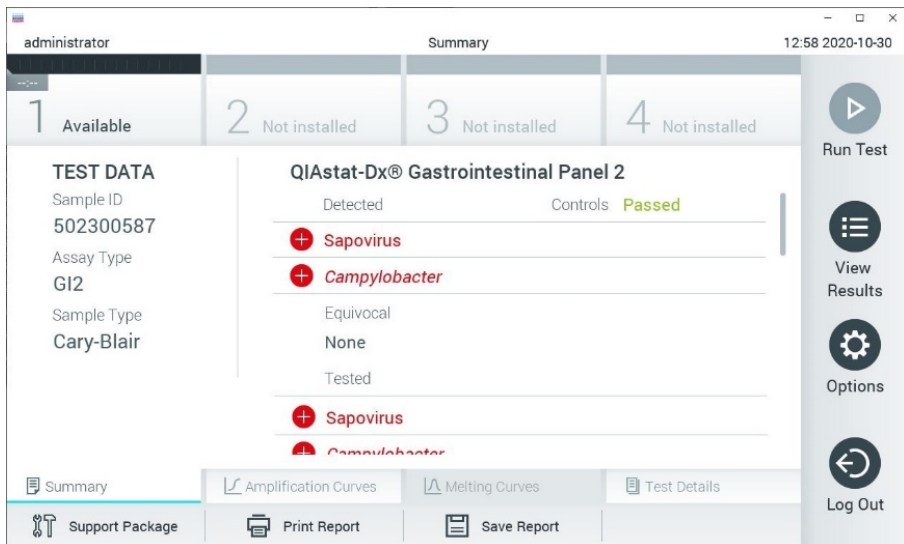 administrator
Summary
12:58 2020-10-30
--:--
1 Available
2 Not installed
3 Not installed
4 Not installed
TEST DATA
Sample ID
502300587
Assay Type
GI2
Sample Type
Cary-Blair
QIAstat-Dx® Gastrointestinal Panel 2
Detected
Controls Passed
Sapovirus
Campylobacter
Equivocal
None
Tested
Sapovirus
Campylobacter
Run Test
View
Results
Options
Log Out
Summary
Amplification Curves
Melting Curves
Test Details
Support Package
Print Report
Save Report